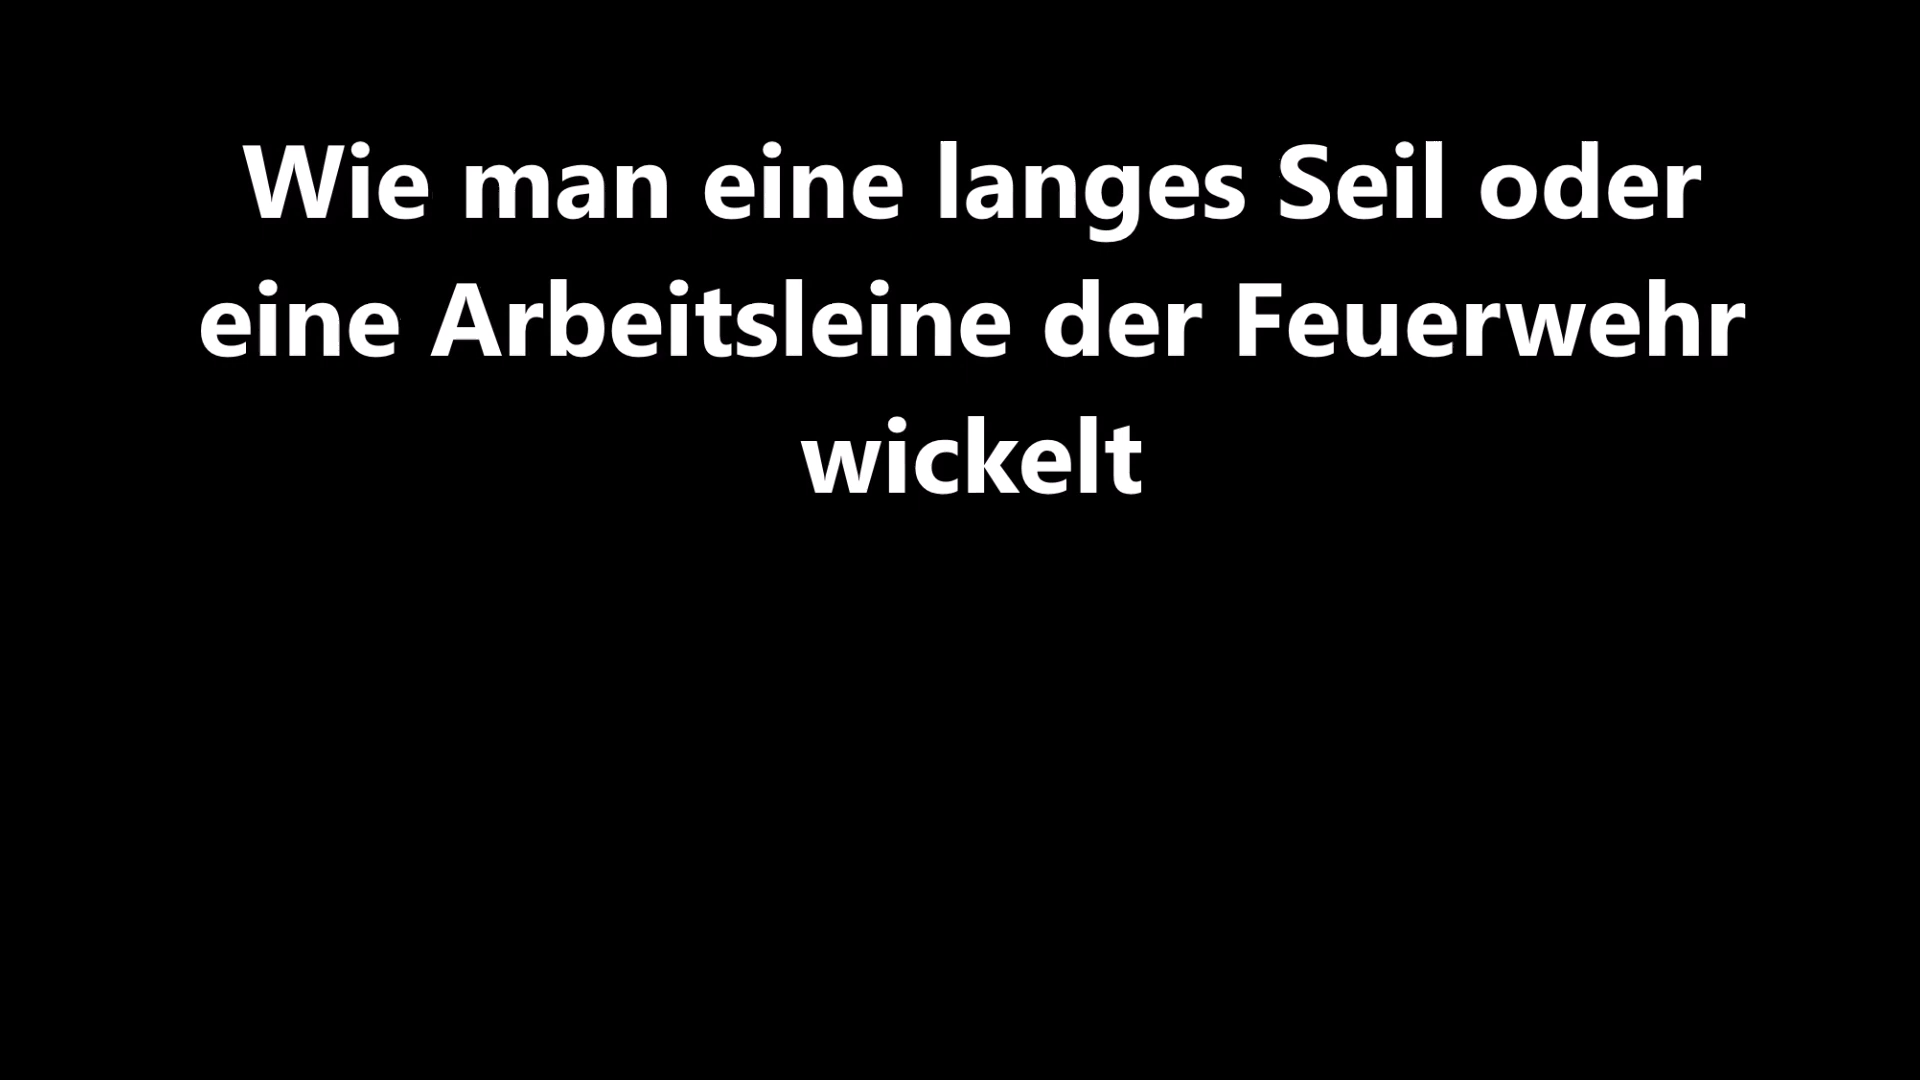 Wie man eine langes Seil oder
eine Arbeitsleine der Feuerwehr
wickelt